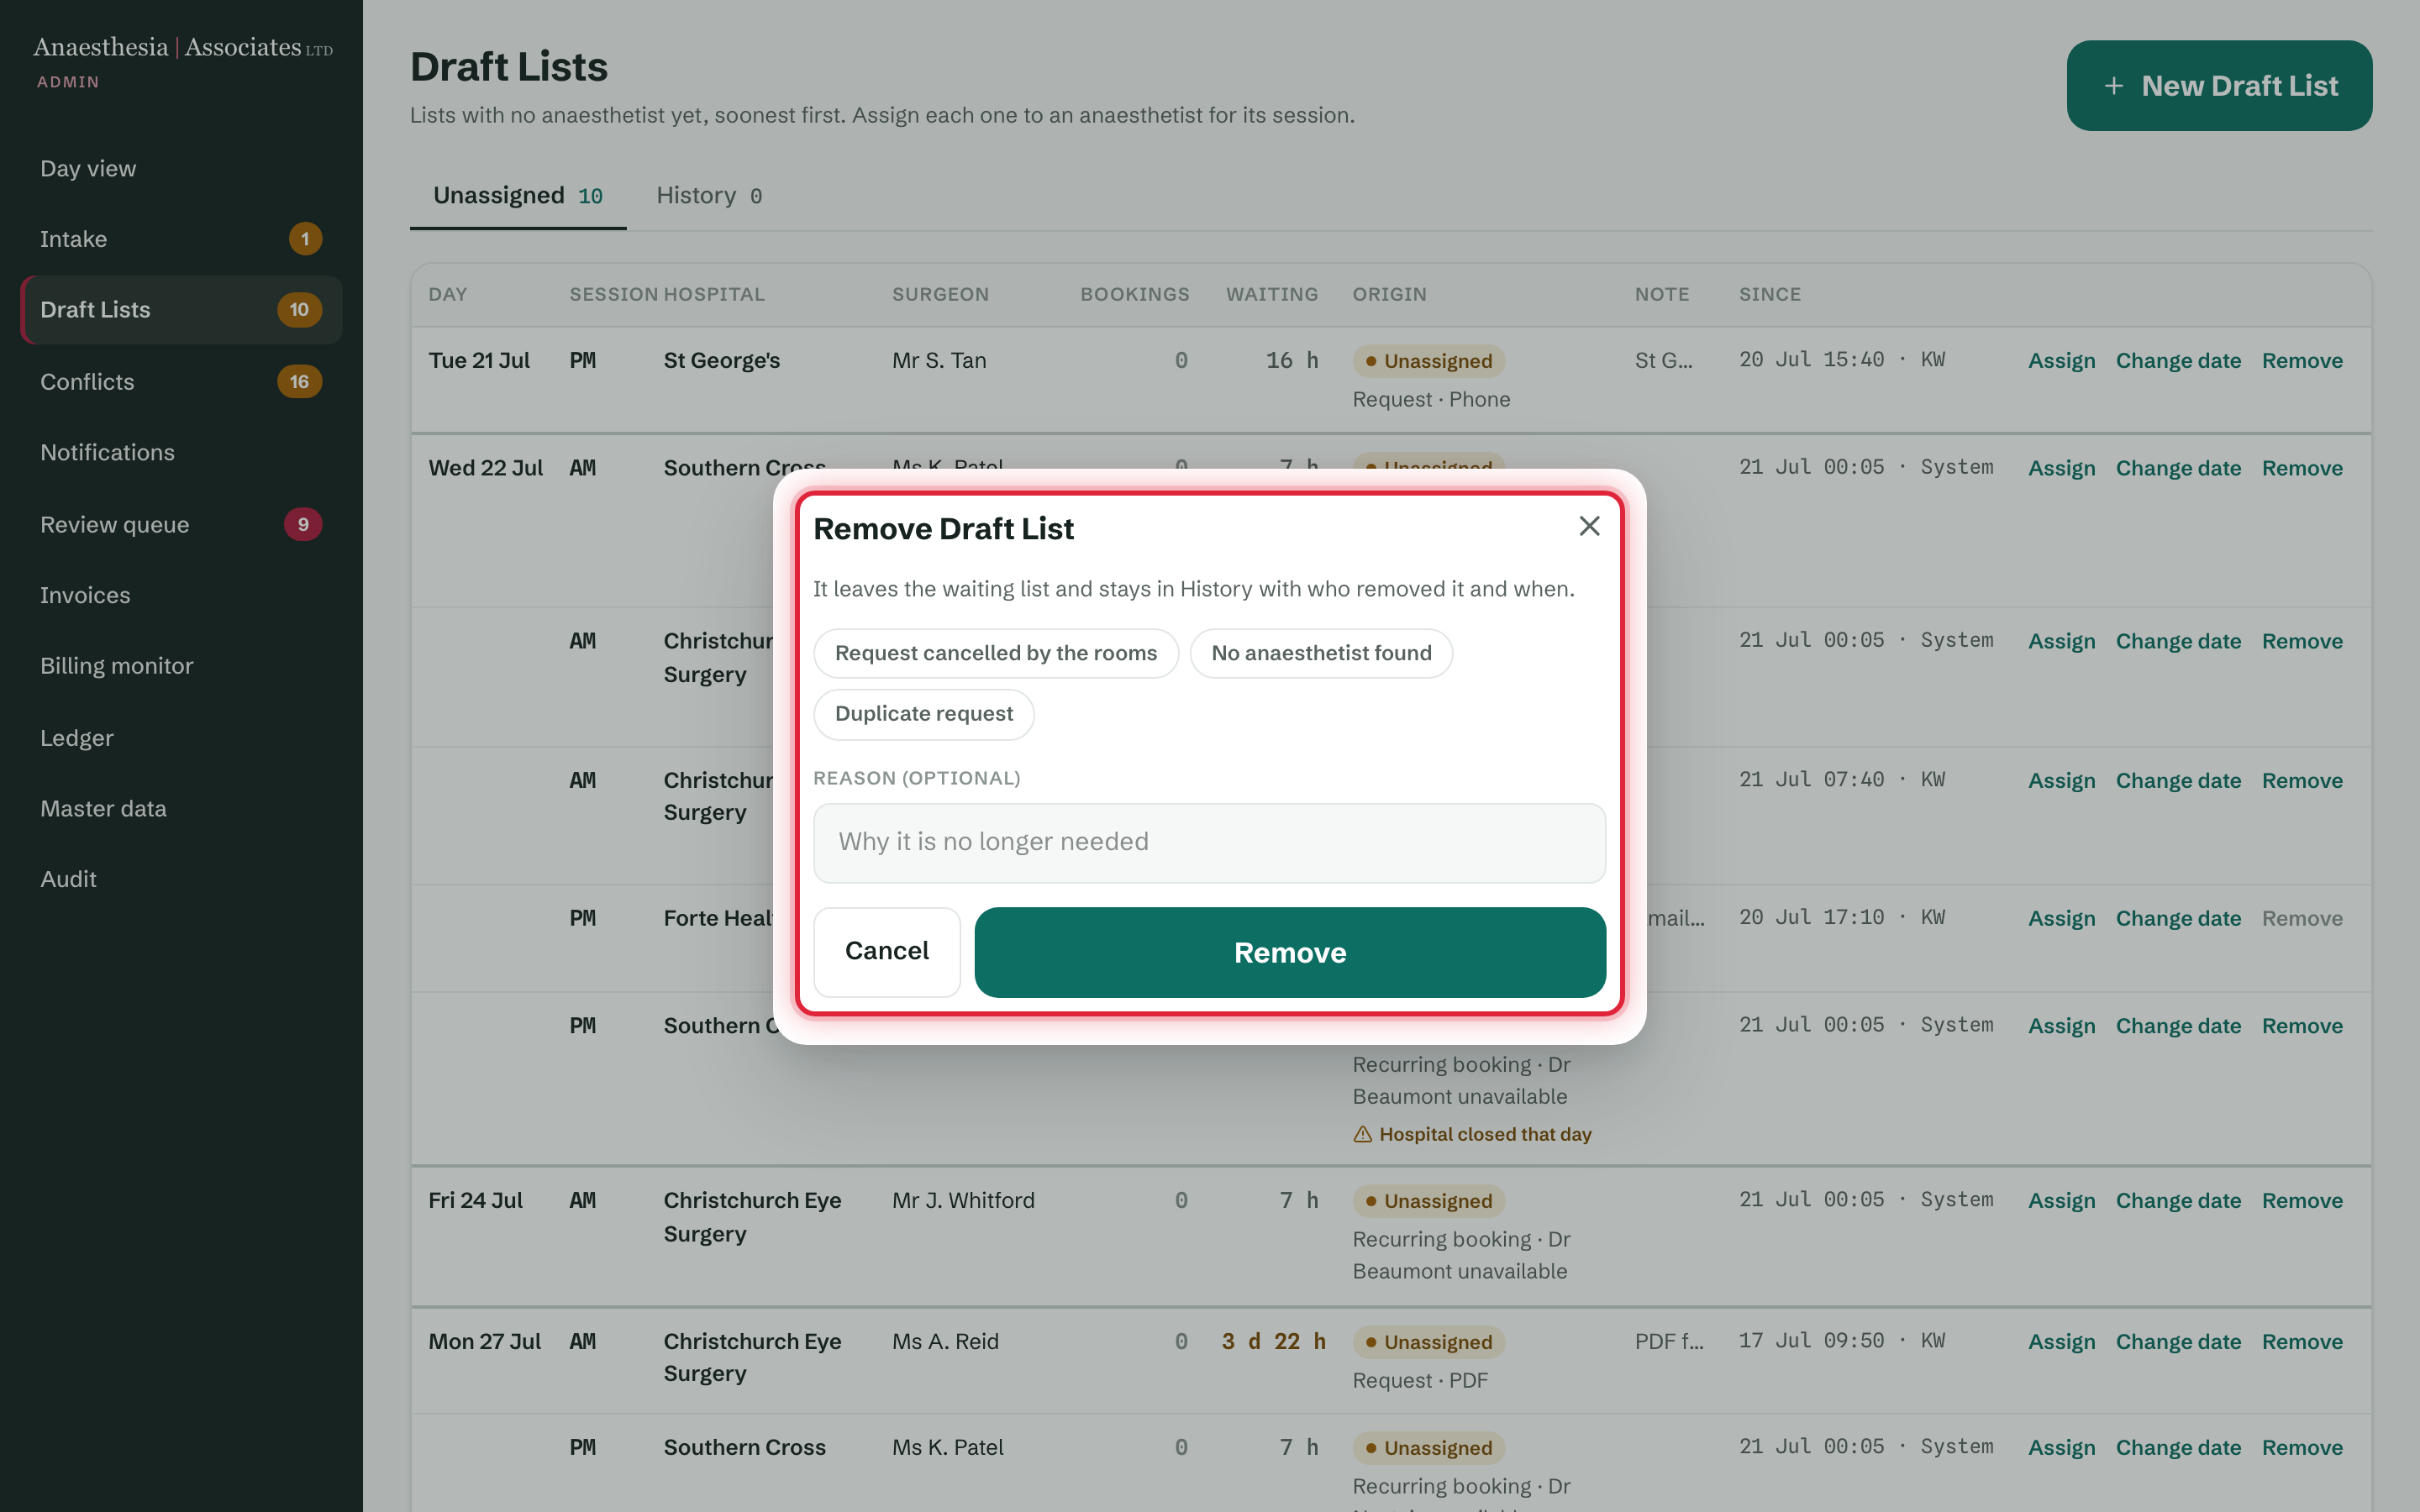 Anaesthesia | Associates LTD
ADMIN
Day view
Intake 1
Draft Lists 10
Conflicts 16
Notifications
Review queue 9
Invoices
Billing monitor
Ledger
Master data
Audit
Draft Lists
Lists with no anaesthetist yet, soonest first. Assign each one to an anaesthetist for its session.
+ New Draft List
Unassigned 10 History 0
DAY SESSION HOSPITAL SURGEON BOOKINGS WAITING ORIGIN NOTE SINCE
Tue 21 Jul PM St George's Mr S. Tan 0 16 h Unassigned St G... 20 Jul 15:40 · KW Assign Change date Remove
Request · Phone
Wed 22 Jul AM Southern Cross Ms K. Patel 0 7 h Unassigned 21 Jul 00:05 · System Assign Change date Remove
Remove Draft List
It leaves the waiting list and stays in History with who removed it and when.
Request cancelled by the rooms No anaesthetist found
Duplicate request
REASON (OPTIONAL)
Why it is no longer needed
Cancel Remove
AM 21 Jul 00:05 · System Assign Change date Remove
Surgery
AM 21 Jul 07:40 · KW Assign Change date Remove
Surgery
PM Forte 20 Jul 17:10 · KW Assign Change date Remove
PM Southern 21 Jul 00:05 · System Assign Change date Remove
Recurring booking · Dr
Beaumont unavailable
Hospital closed that day
Fri 24 Jul AM Christchurch Eye Mr J. Whitford 0 7 h Unassigned 21 Jul 00:05 · System Assign Change date Remove
Surgery Recurring booking · Dr
Beaumont unavailable
Mon 27 Jul AM Christchurch Eye Ms A. Reid 0 3 d 22 h Unassigned PDF f... 17 Jul 09:50 · KW Assign Change date Remove
Surgery Request · PDF
PM Southern Cross Ms K. Patel 0 7 h Unassigned 21 Jul 00:05 · System Assign Change date Remove
Recurring booking · Dr